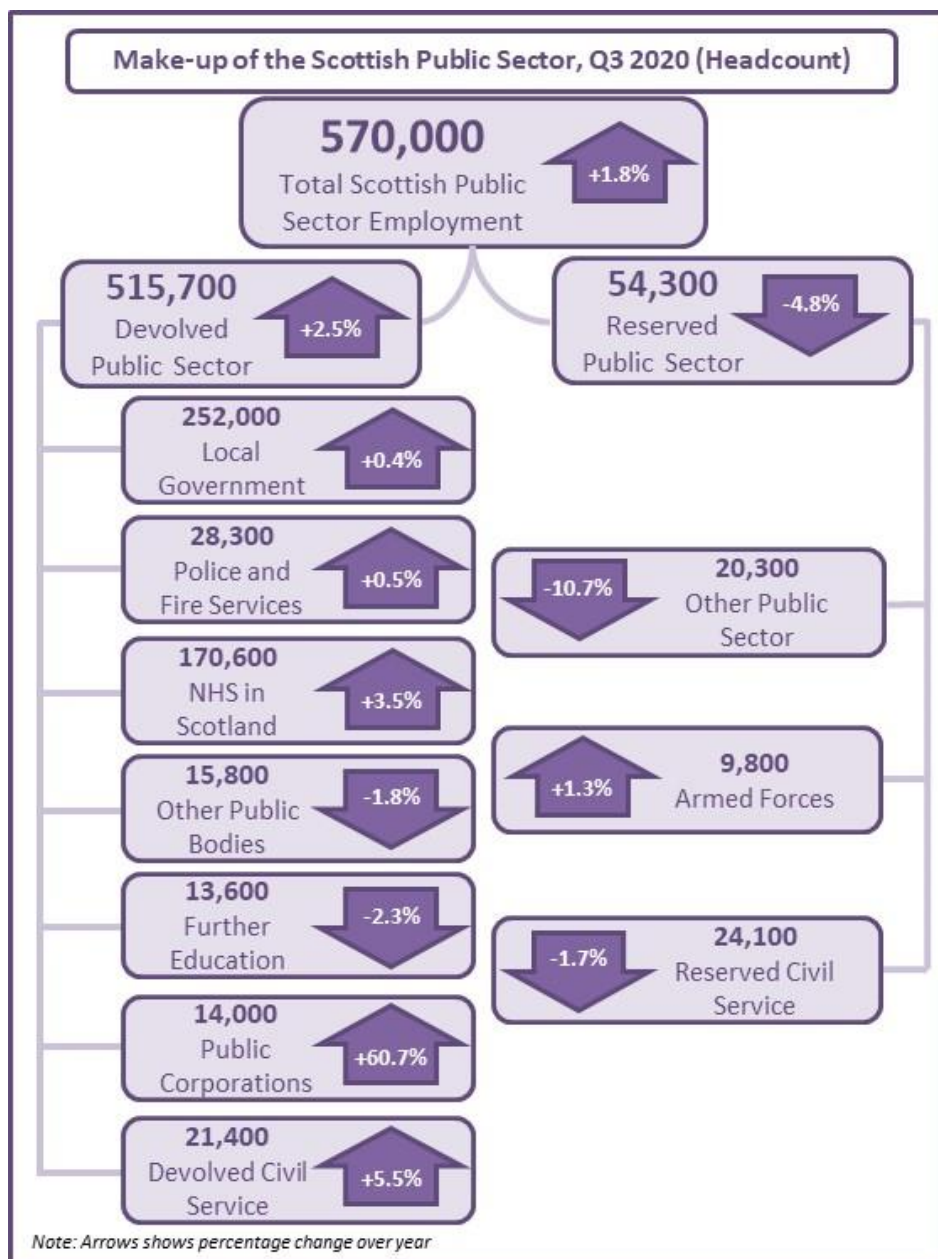 Make-up of the Scottish Public Sector, Q3 2020 (Headcount)
570,000
Total Scottish Public
Sector Employment
+1.8%
515,700
Devolved
Public Sector
+2.5%
54,300
Reserved
Public Sector
-4.8%
252,000
Local
Government
+0.4%
28,300
Police and
Fire Services
+0.5%
170,600
NHS in
Scotland
+3.5%
15,800
Other Public
Bodies
-1.8%
13,600
Further
Education
-2.3%
14,000
Public
Corporations
+60.7%
21,400
Devolved Civil
Service
+5.5%
-10.7%
20,300
Other Public
Sector
+1.3%
9,800
Armed Forces
-1.7%
24,100
Reserved Civil
Service
Note: Arrows shows percentage change over year